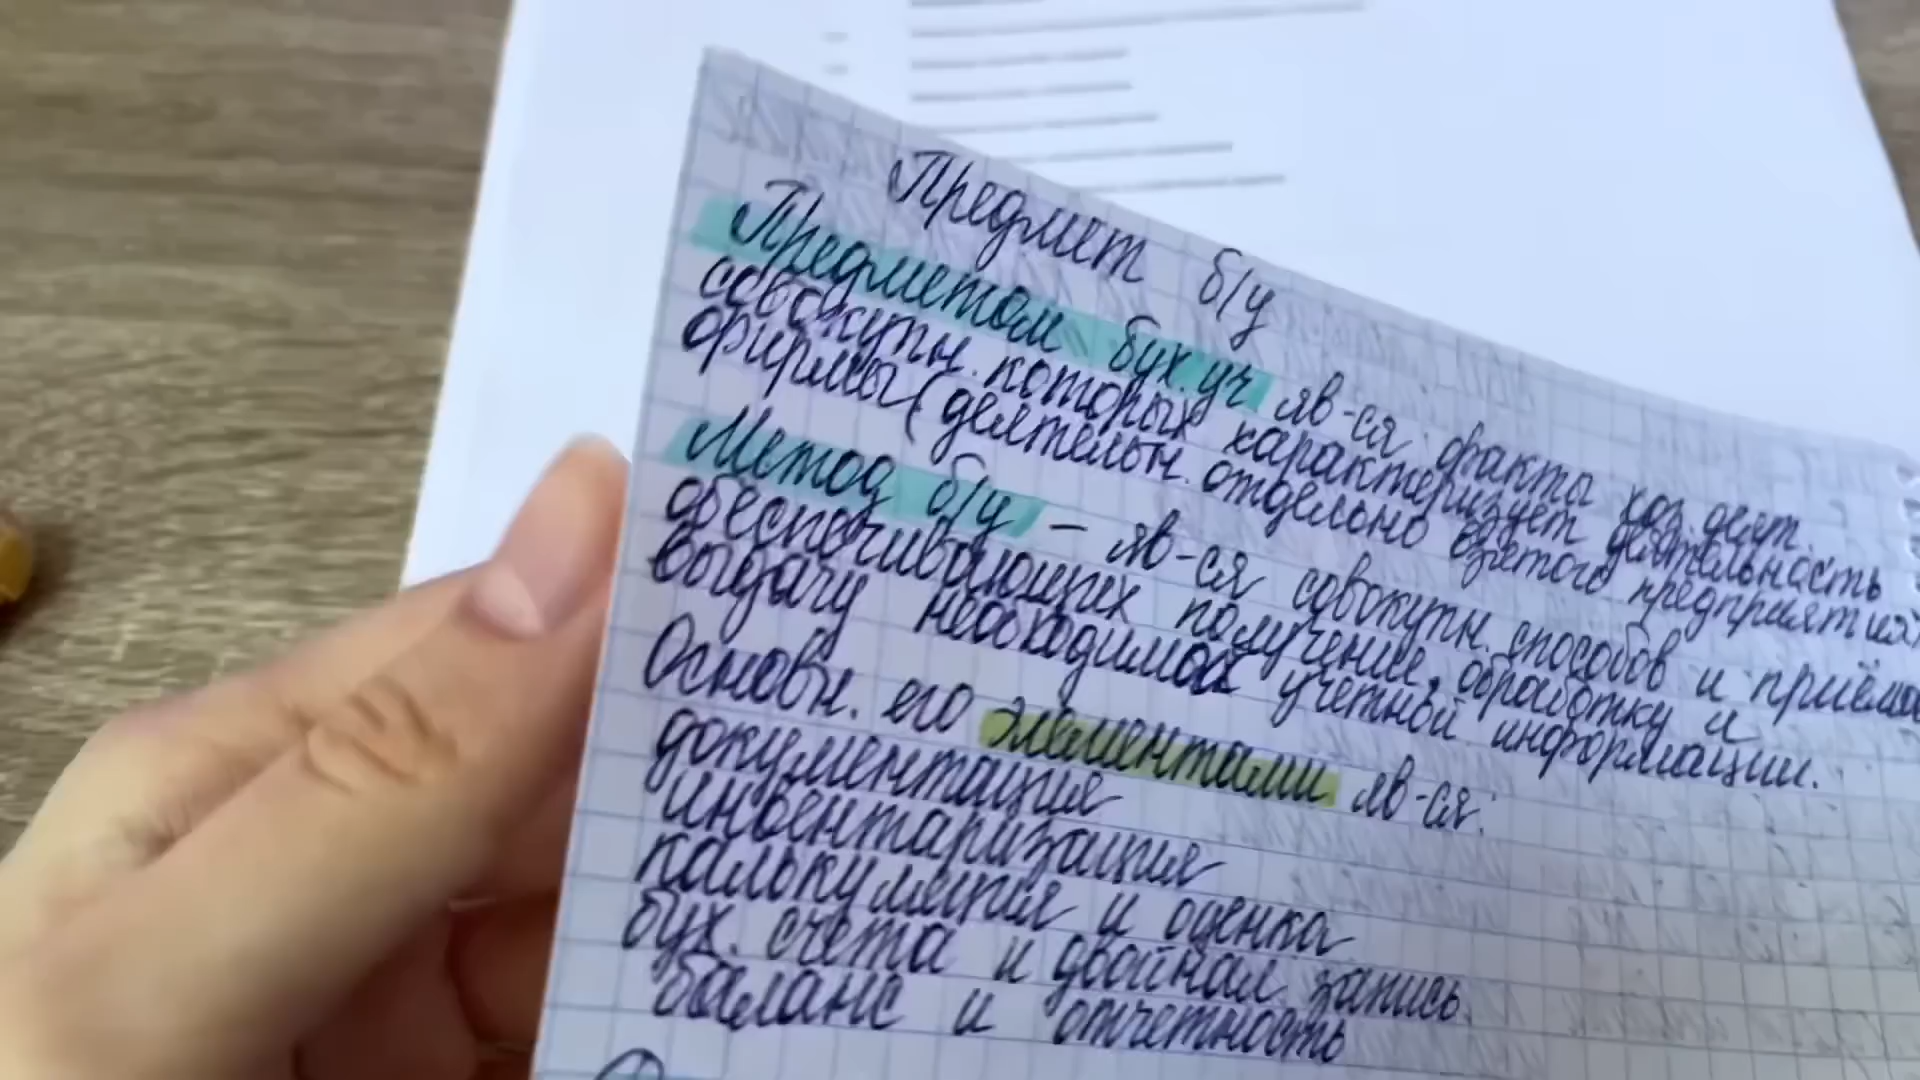 Предмет б/у
Предметом бух. уч яв-ся факты хоз. деят.
совокупн. которых характеризует деятельность
фирмы (деятельн. отдельно взятого предприятия)
Метод б/у – яв-ся совокупн. способов и приёмов
обеспечивающих получение, обработку и
выдачу необходимой учетной информации.
Основн. его элементами яв-ся:
документация
инвентаризация
калькуляция и оценка
бух. счета и двойная запись.
баланс и отчетность